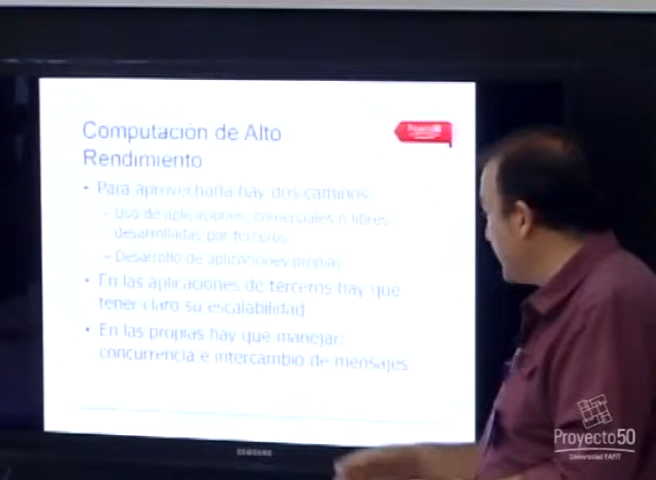 Computación de Alto
Rendimiento
Proyecto50
• Para aprovecharla hay dos caminos:
– Uso de aplicaciones, comerciales o libres
desarrolladas por terceros
– Desarrollo de aplicaciones propias
• En las aplicaciones de terceros hay que
tener claro su escalabilidad
• En las propias hay que manejar:
concurrencia e intercambio de mensajes
SAMSUNG
Proyecto50
Universidad EAFIT